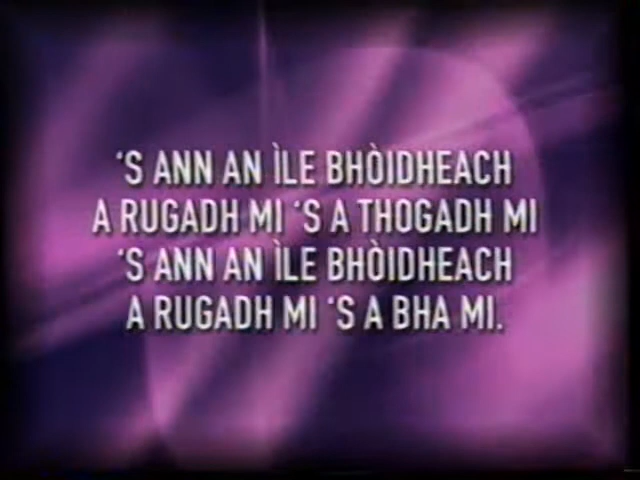 ‘S ANN AN ÌLE BHÒIDHEACH
A RUGADH MI ‘S A THOGADH MI
‘S ANN AN ÌLE BHÒIDHEACH
A RUGADH MI ‘S A BHA MI.